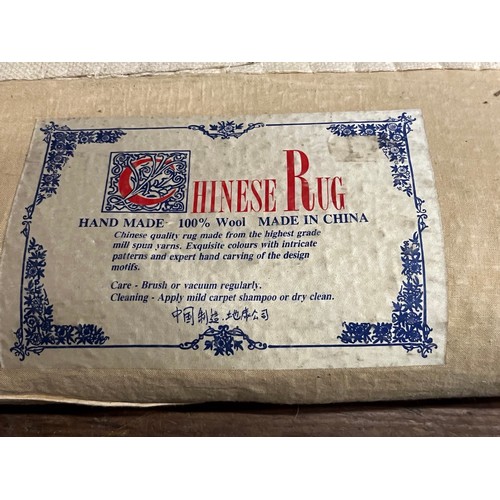 CHINESE RUG
HAND MADE - 100% Wool MADE IN CHINA
Chinese quality rug made from the highest grade
mill spun yarns. Exquisite colours with intricate
patterns and expert hand carving of the design
motifs.
Care - Brush or vacuum regularly.
Cleaning - Apply mild carpet shampoo or dry clean.
中国制造·地席公司